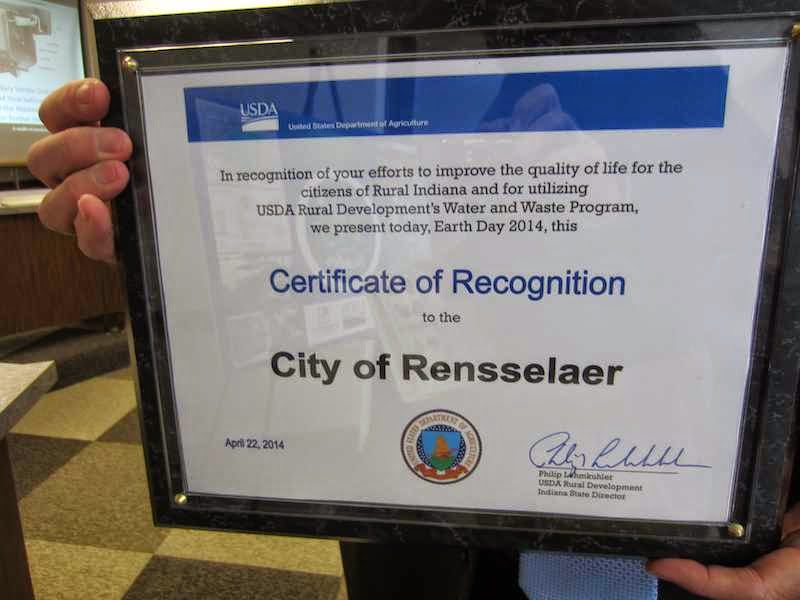 USDA
United States Department of Agriculture
In recognition of your efforts to improve the quality of life for the
citizens of Rural Indiana and for utilizing
USDA Rural Development's Water and Waste Program,
we present today, Earth Day 2014, this
Certificate of Recognition
to the
City of Rensselaer
April 22, 2014
UNITED STATES DEPARTMENT OF AGRICULTURE
Philip Lehmkuhler
USDA Rural Development
Indiana State Director